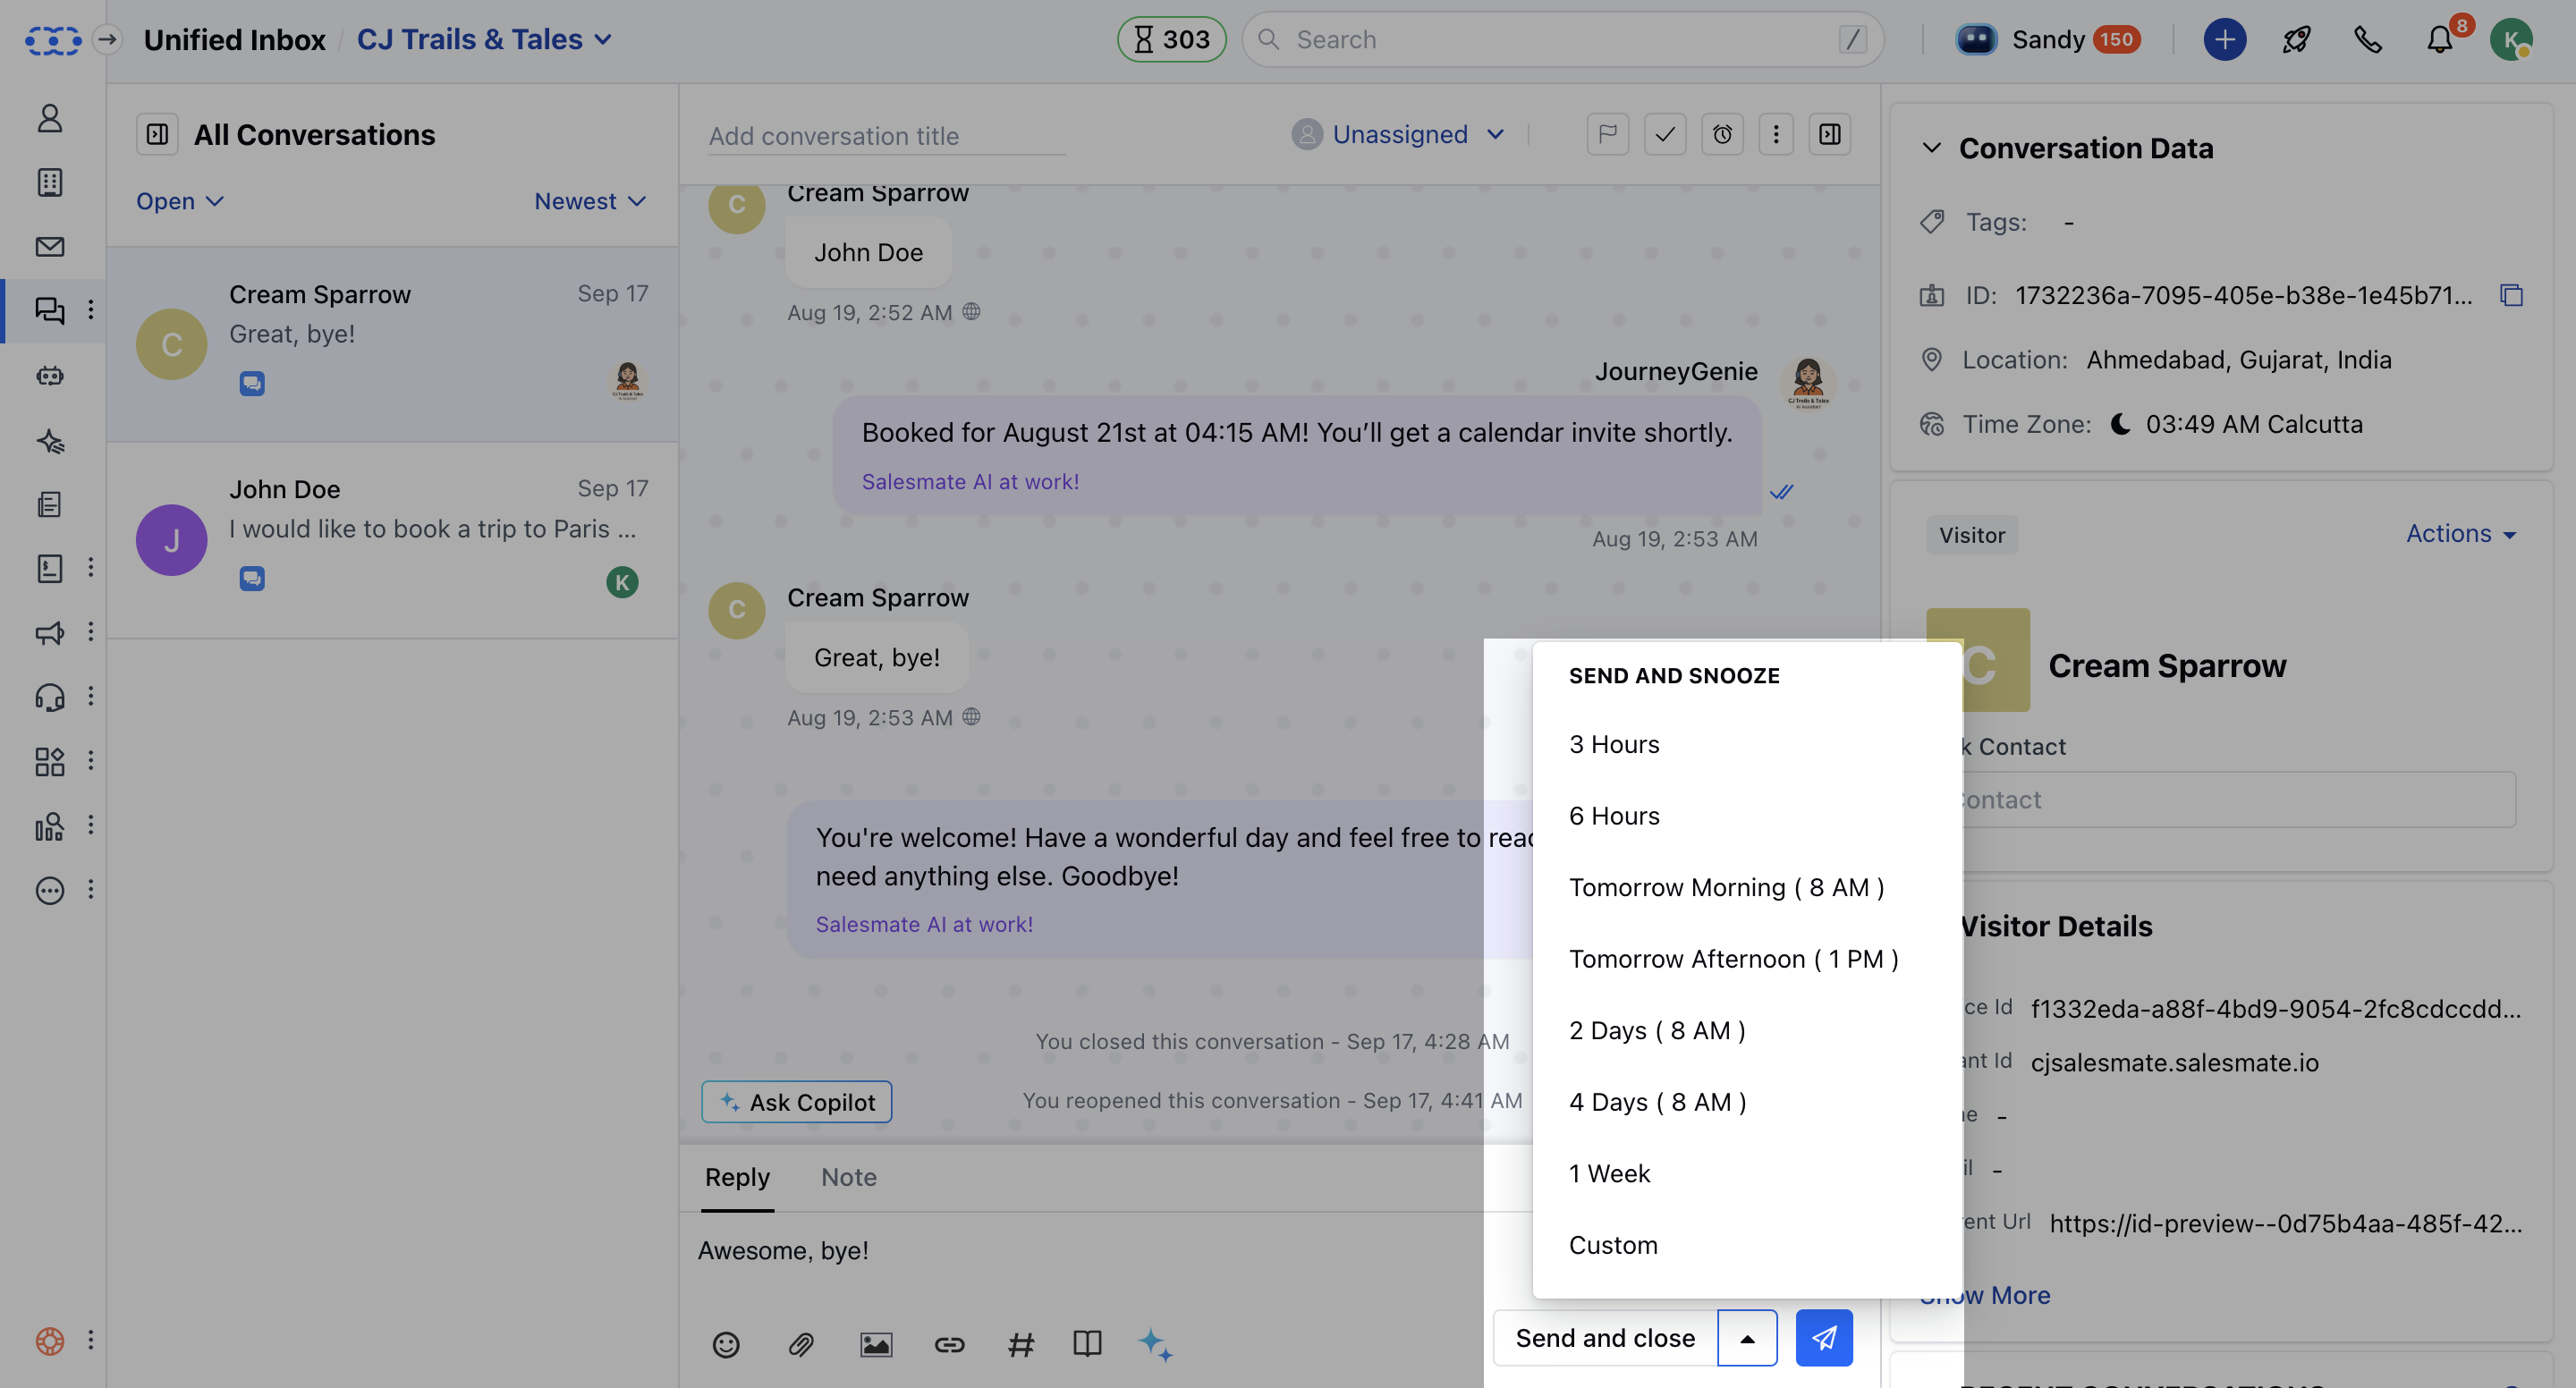 Unified Inbox / CJ Trails & Tales
303
Search /
Sandy 150
8
K
All Conversations
Open
Newest
Cream Sparrow Sep 17
C
Great, bye!
John Doe Sep 17
J
I would like to book a trip to Paris ...
K
Add conversation title
Unassigned
Cream Sparrow
C
John Doe
Aug 19, 2:52 AM
JourneyGenie
Booked for August 21st at 04:15 AM! You’ll get a calendar invite shortly.
Salesmate AI at work!
Aug 19, 2:53 AM
Cream Sparrow
C
Great, bye!
Aug 19, 2:53 AM
You're welcome! Have a wonderful day and feel free to
need anything else. Goodbye!
Salesmate AI at work!
You closed this conversation - Sep 17, 4:28 AM
You reopened this conversation - Sep 17, 4:41 AM
Ask Copilot
Reply Note
Awesome, bye!
SEND AND SNOOZE
3 Hours
6 Hours
Tomorrow Morning ( 8 AM )
Tomorrow Afternoon ( 1 PM )
2 Days ( 8 AM )
4 Days ( 8 AM )
1 Week
Custom
Send and close
Conversation Data
Tags: -
ID: 1732236a-7095-405e-b38e-1e45b71...
Location: Ahmedabad, Gujarat, India
Time Zone: 03:49 AM Calcutta
Visitor
Actions
C
Cream Sparrow
Contact
Visitor Details
Id f1332eda-a88f-4bd9-9054-2fc8cdccdd...
Id cjsalesmate.salesmate.io
-
-
Url https://id-preview--0d75b4aa-485f-42...
Show More